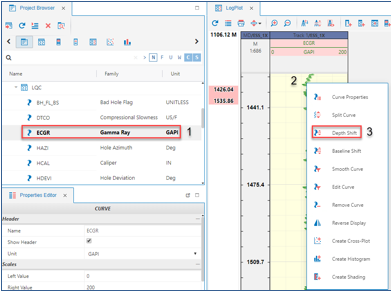 Project Browser
Name Family Unit
LQC
BH_FL_BS Bad Hole Flag UNITLESS
DTCO Compressional Slowness US/F
ECGR Gamma Ray GAPI 1
HAZI Hole Azimuth Deg
HCAL Caliper IN
HDEVI Hole Deviation Deg
Properties Editor
CURVE
Header
Name ECGR
Show Header
Unit GAPI
Scales
Left Value 0
Right Value 200
LogPlot
1106.12 M
M
1:686
ECGR
0 GAPI 200
1426.04
1535.86
1441.1
1475.4
1509.7
2
Curve Properties
Split Curve
Depth Shift 3
Baseline Shift
Smooth Curve
Edit Curve
Remove Curve
Reverse Display
Create Cross-Plot
Create Histogram
Create Shading